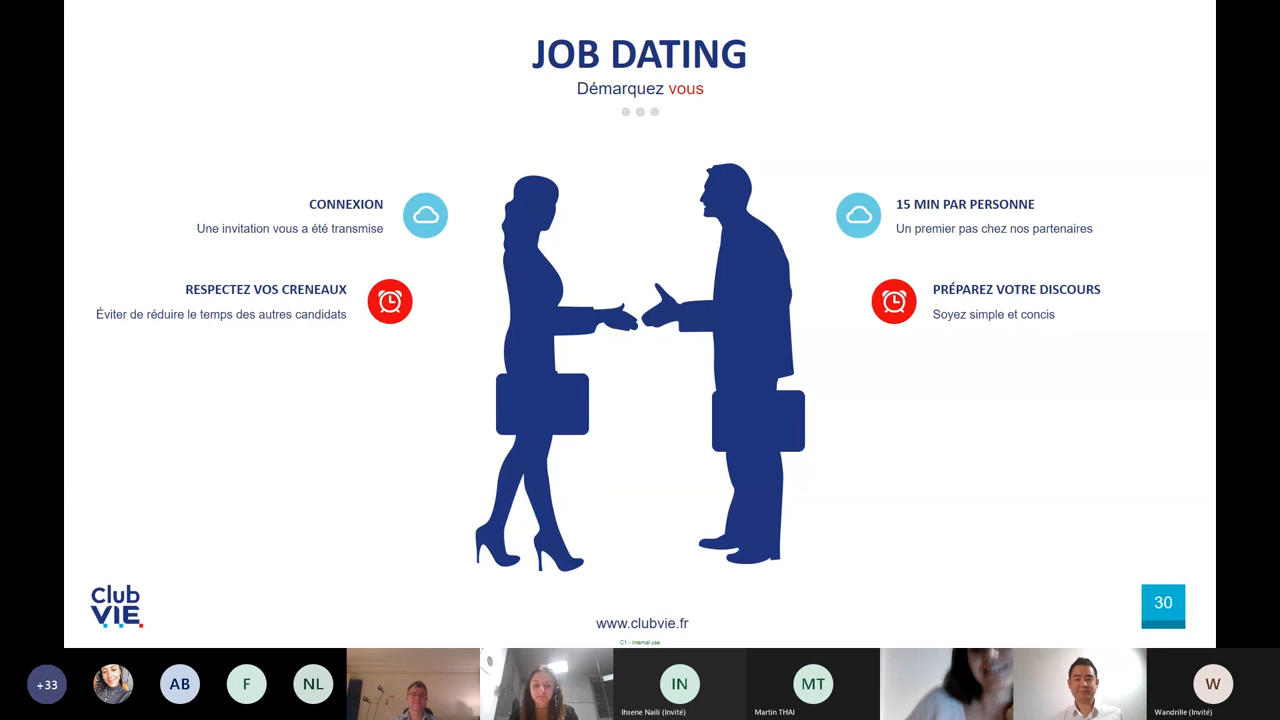 JOB DATING
Démarquez vous
CONNEXION
Une invitation vous a été transmise
RESPECTEZ VOS CRENEAUX
Éviter de réduire le temps des autres candidats
15 MIN PAR PERSONNE
Un premier pas chez nos partenaires
PRÉPAREZ VOTRE DISCOURS
Soyez simple et concis
Club
VIE
www.clubvie.fr
C1 - Internal use
30
+33
AB
F
NL
IN
Ihsene Naili (Invité)
MT
Martin THAI
W
Wandrille (Invité)